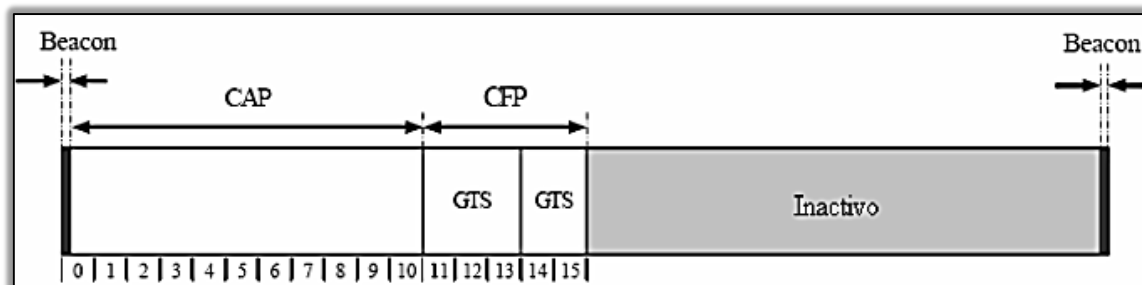 Beacon Beacon
CAP CFP
GTS GTS Inactivo
0 1 2 3 4 5 6 7 8 9 10 11 12 13 14 15